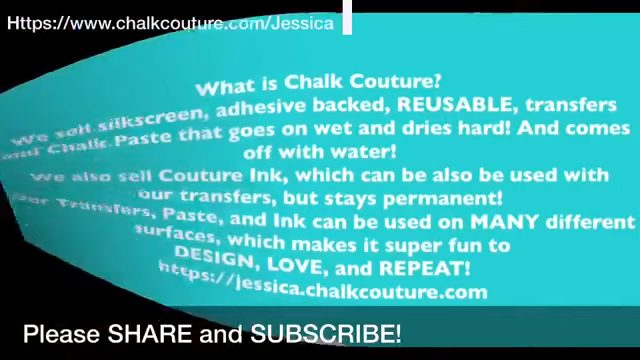 Https://www.chalkcouture.com/Jessica
What is Chalk Couture?
We sell silkscreen, adhesive backed, REUSABLE, transfers
and Chalk Paste that goes on wet and dries hard! And comes
off with water!
We also sell Couture Ink, which can be also be used with
our transfers, but stays permanent!
Our Transfers, Paste, and Ink can be used on MANY different
surfaces, which makes it super fun to
DESIGN, LOVE, and REPEAT!
https://jessica.chalkcouture.com
Please SHARE and SUBSCRIBE!